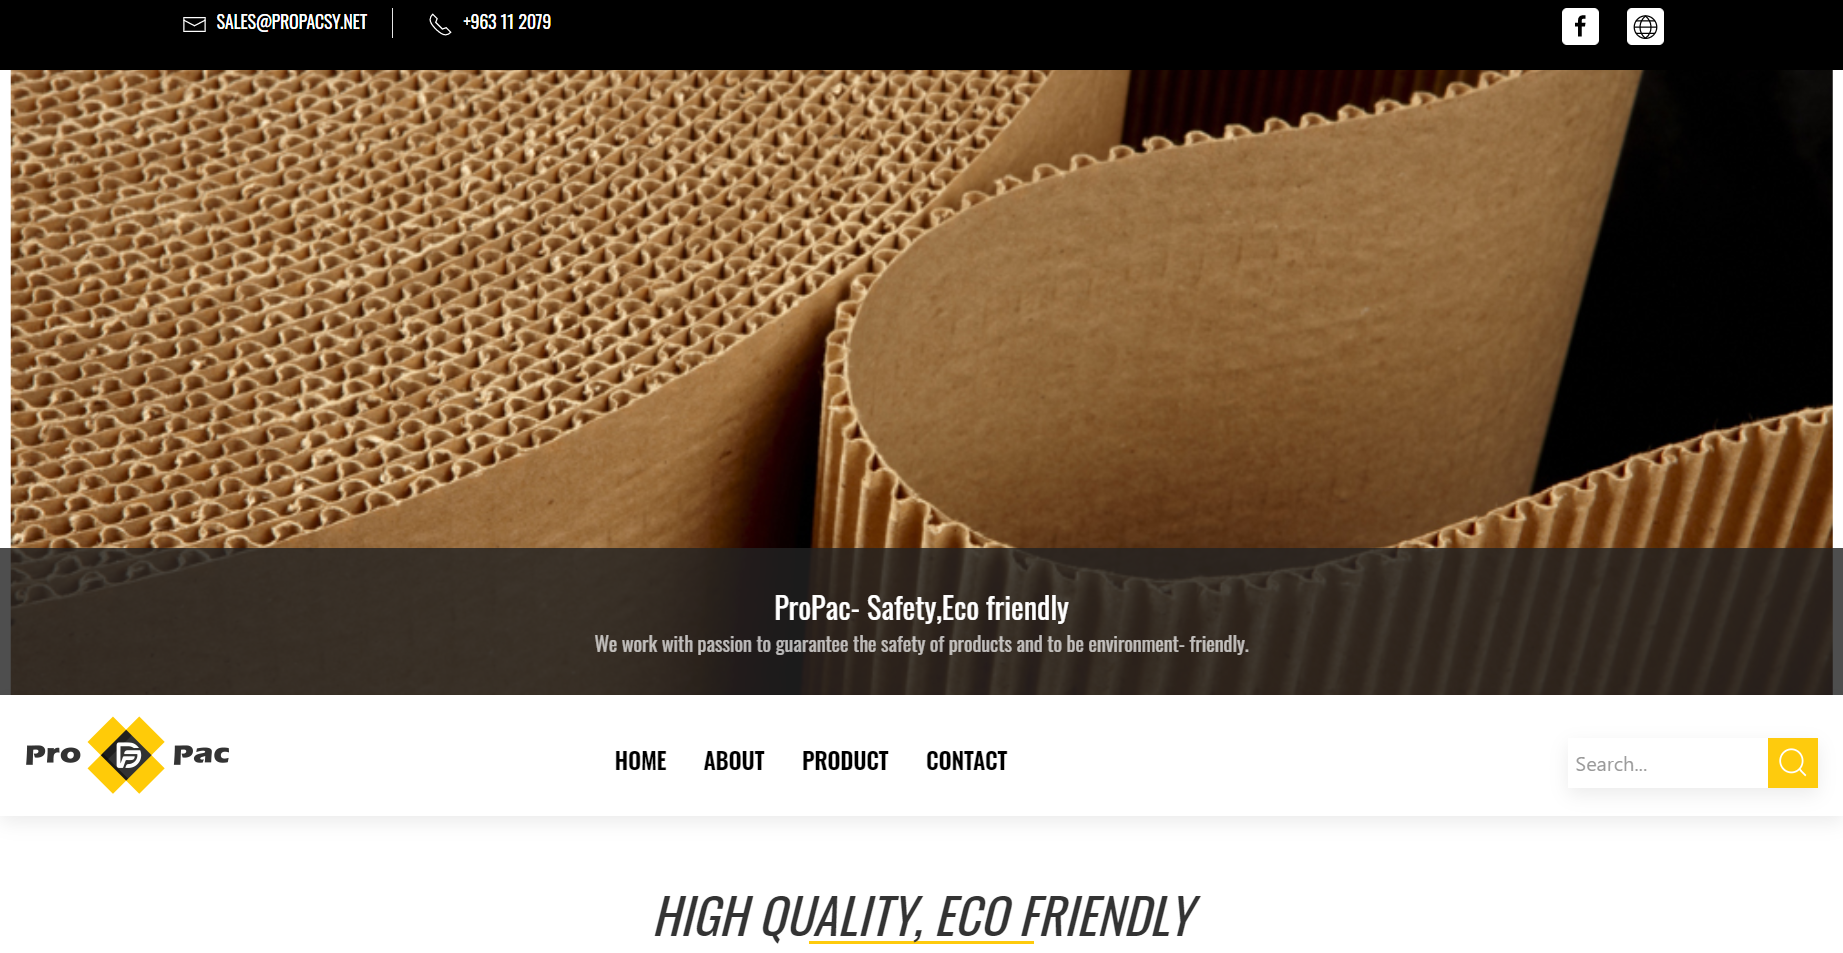 SALES@PROPACSY.NET
+963 11 2079
ProPac- Safety,Eco friendly
We work with passion to guarantee the safety of products and to be environment- friendly.
Pro Pac
HOME ABOUT PRODUCT CONTACT
Search...
HIGH QUALITY, ECO FRIENDLY